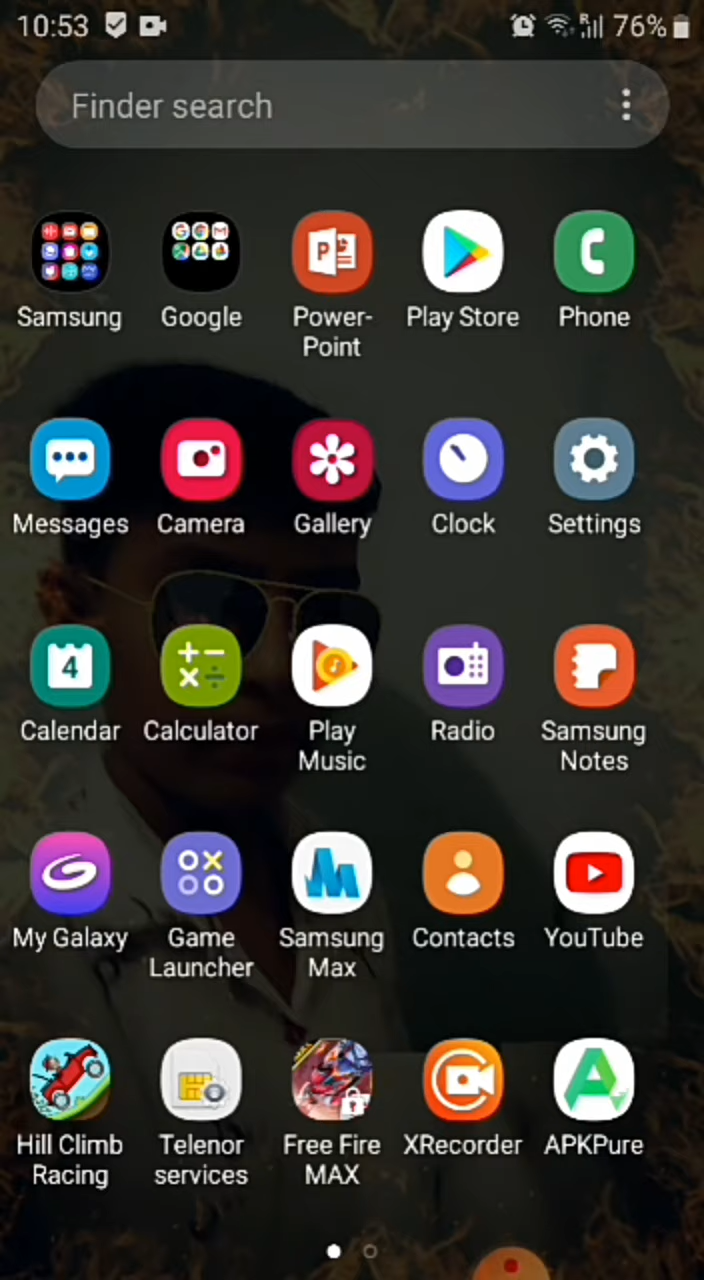 10:53 R 76%
Finder search
Samsung Google Power- Play Store Phone
Point
Messages Camera Gallery Clock Settings
4
Calendar Calculator Play Radio Samsung
Music Notes
My Galaxy Game Samsung Contacts YouTube
Launcher Max
Hill Climb Telenor Free Fire XRecorder APKPure
Racing services MAX